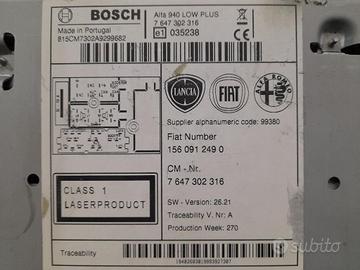 BOSCH
Alfa 940 LOW PLUS
7 647 302 316
Made in Portugal
815CM7302A9299682
e1 035238
LANCIA
FIAT
ALFA ROMEO
Supplier alphanumeric code: 99380
Fiat Number
156 091 249 0
CM -.Nr.
7 647 302 316
CLASS 1
LASERPRODUCT
SW - Version: 26.21
Traceability V. Nr: A
Production Week: 270
Traceability
subito